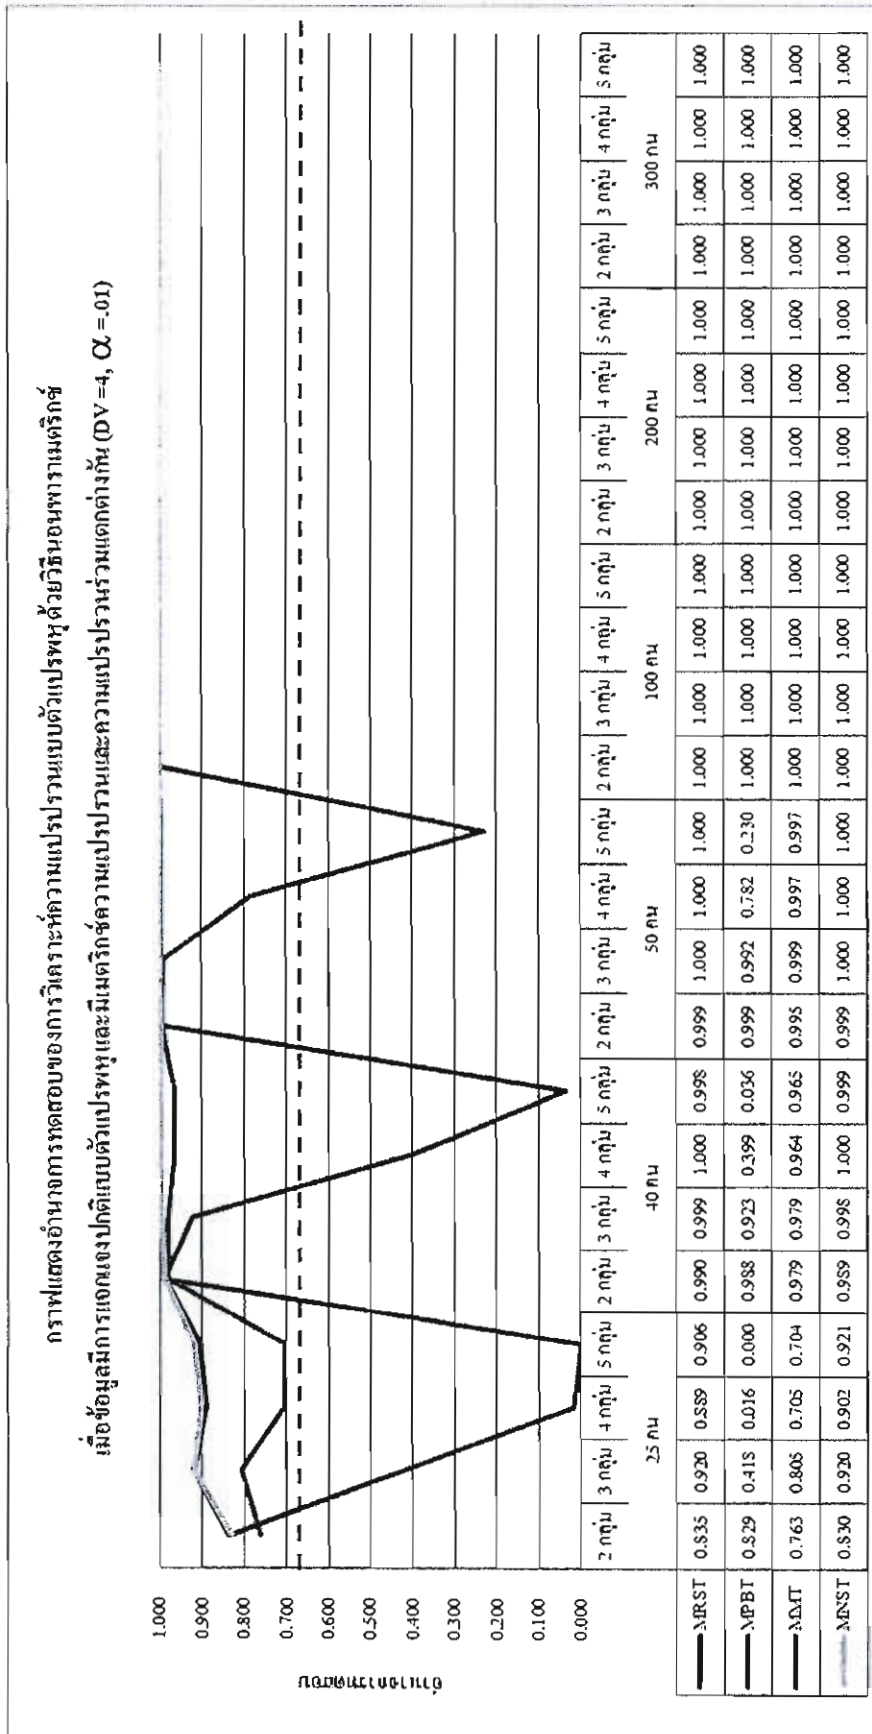 กราฟแสดงอำนาจการทดสอบของการวิเคราะห์ความแปรปรวนแบบตัวแปรพหุด้วยวิธีนอนพาราเมตริกซ์
เมื่อข้อมูลมีการแจกแจงปกติแบบตัวแปรพหุและมีเมตริกซ์ความแปรปรวนและความแปรปรวนร่วมแตกต่างกัน (DV =4, α =.01)
อำนาจการทดสอบ
1.000
0.900
0.800
0.700
0.600
0.500
0.400
0.300
0.200
0.100
0.000
2 กลุ่ม 3 กลุ่ม 4 กลุ่ม 5 กลุ่ม 2 กลุ่ม 3 กลุ่ม 4 กลุ่ม 5 กลุ่ม 2 กลุ่ม 3 กลุ่ม 4 กลุ่ม 5 กลุ่ม 2 กลุ่ม 3 กลุ่ม 4 กลุ่ม 5 กลุ่ม 2 กลุ่ม 3 กลุ่ม 4 กลุ่ม 5 กลุ่ม 2 กลุ่ม 3 กลุ่ม 4 กลุ่ม 5 กลุ่ม
25 คน 40 คน 50 คน 100 คน 200 คน 300 คน
MRST 0.835 0.920 0.889 0.906 0.990 0.999 1.000 0.998 0.999 1.000 1.000 1.000 1.000 1.000 1.000 1.000 1.000 1.000 1.000 1.000 1.000 1.000 1.000 1.000
MPBT 0.829 0.418 0.016 0.000 0.988 0.923 0.399 0.036 0.999 0.992 0.782 0.230 1.000 1.000 1.000 1.000 1.000 1.000 1.000 1.000 1.000 1.000 1.000 1.000
MMT 0.763 0.805 0.705 0.704 0.979 0.979 0.964 0.965 0.995 0.999 0.997 0.997 1.000 1.000 1.000 1.000 1.000 1.000 1.000 1.000 1.000 1.000 1.000 1.000
MNST 0.830 0.920 0.902 0.921 0.989 0.998 1.000 0.999 0.999 1.000 1.000 1.000 1.000 1.000 1.000 1.000 1.000 1.000 1.000 1.000 1.000 1.000 1.000 1.000